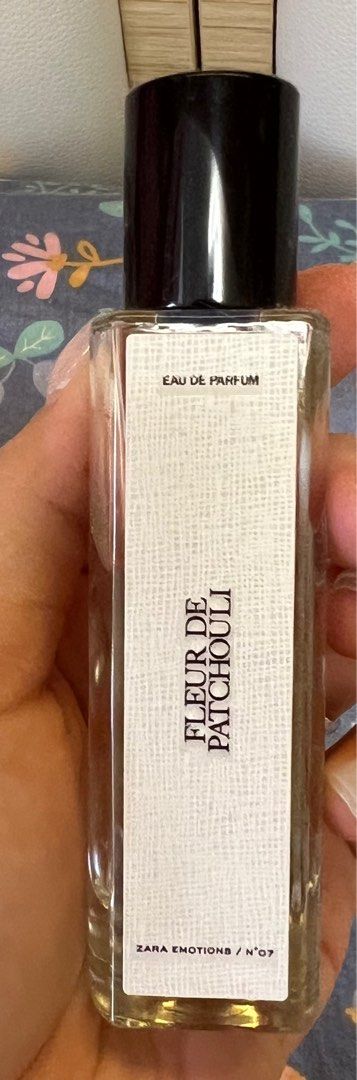 EAU DE PARFUM
FLEUR DE
PATCHOULI
ZARA EMOTIONS / N°07